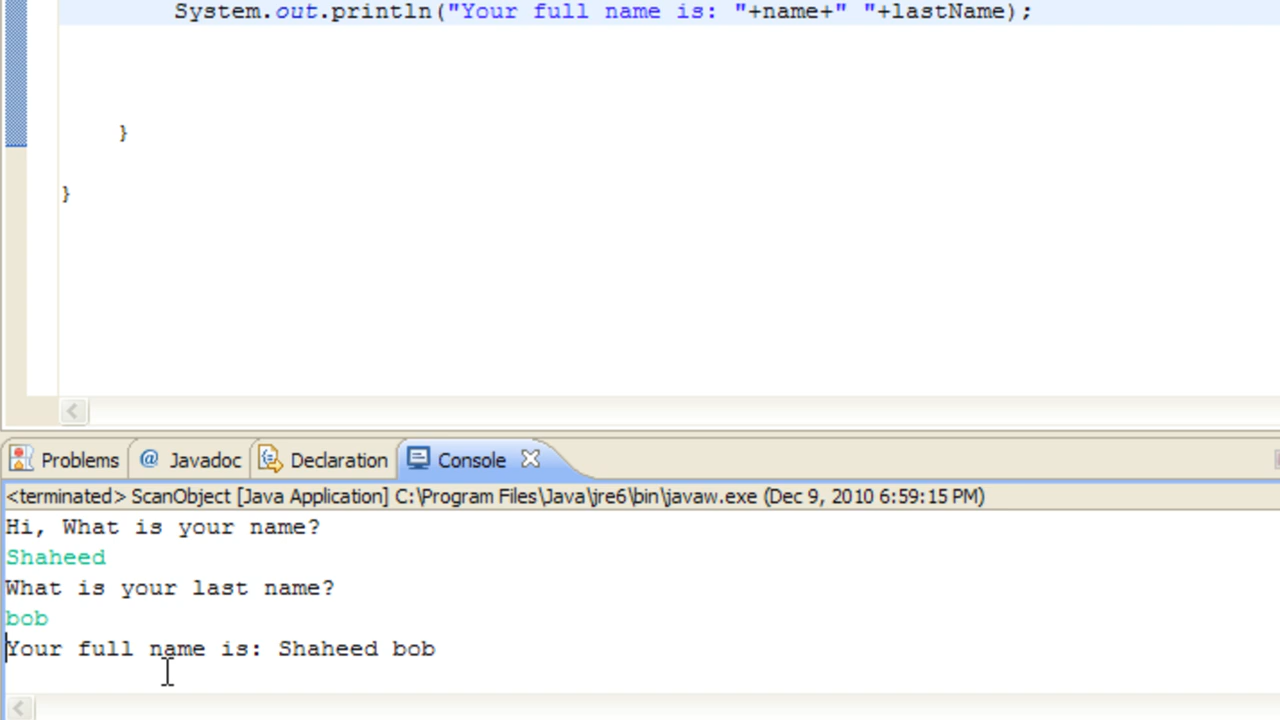 System.out.println("Your full name is: "+name+" "+lastName);
}
}
Problems @ Javadoc Declaration Console
<terminated> ScanObject [Java Application] C:\Program Files\Java\jre6\bin\javaw.exe (Dec 9, 2010 6:59:15 PM)
Hi, What is your name?
Shaheed
What is your last name?
bob
Your full name is: Shaheed bob